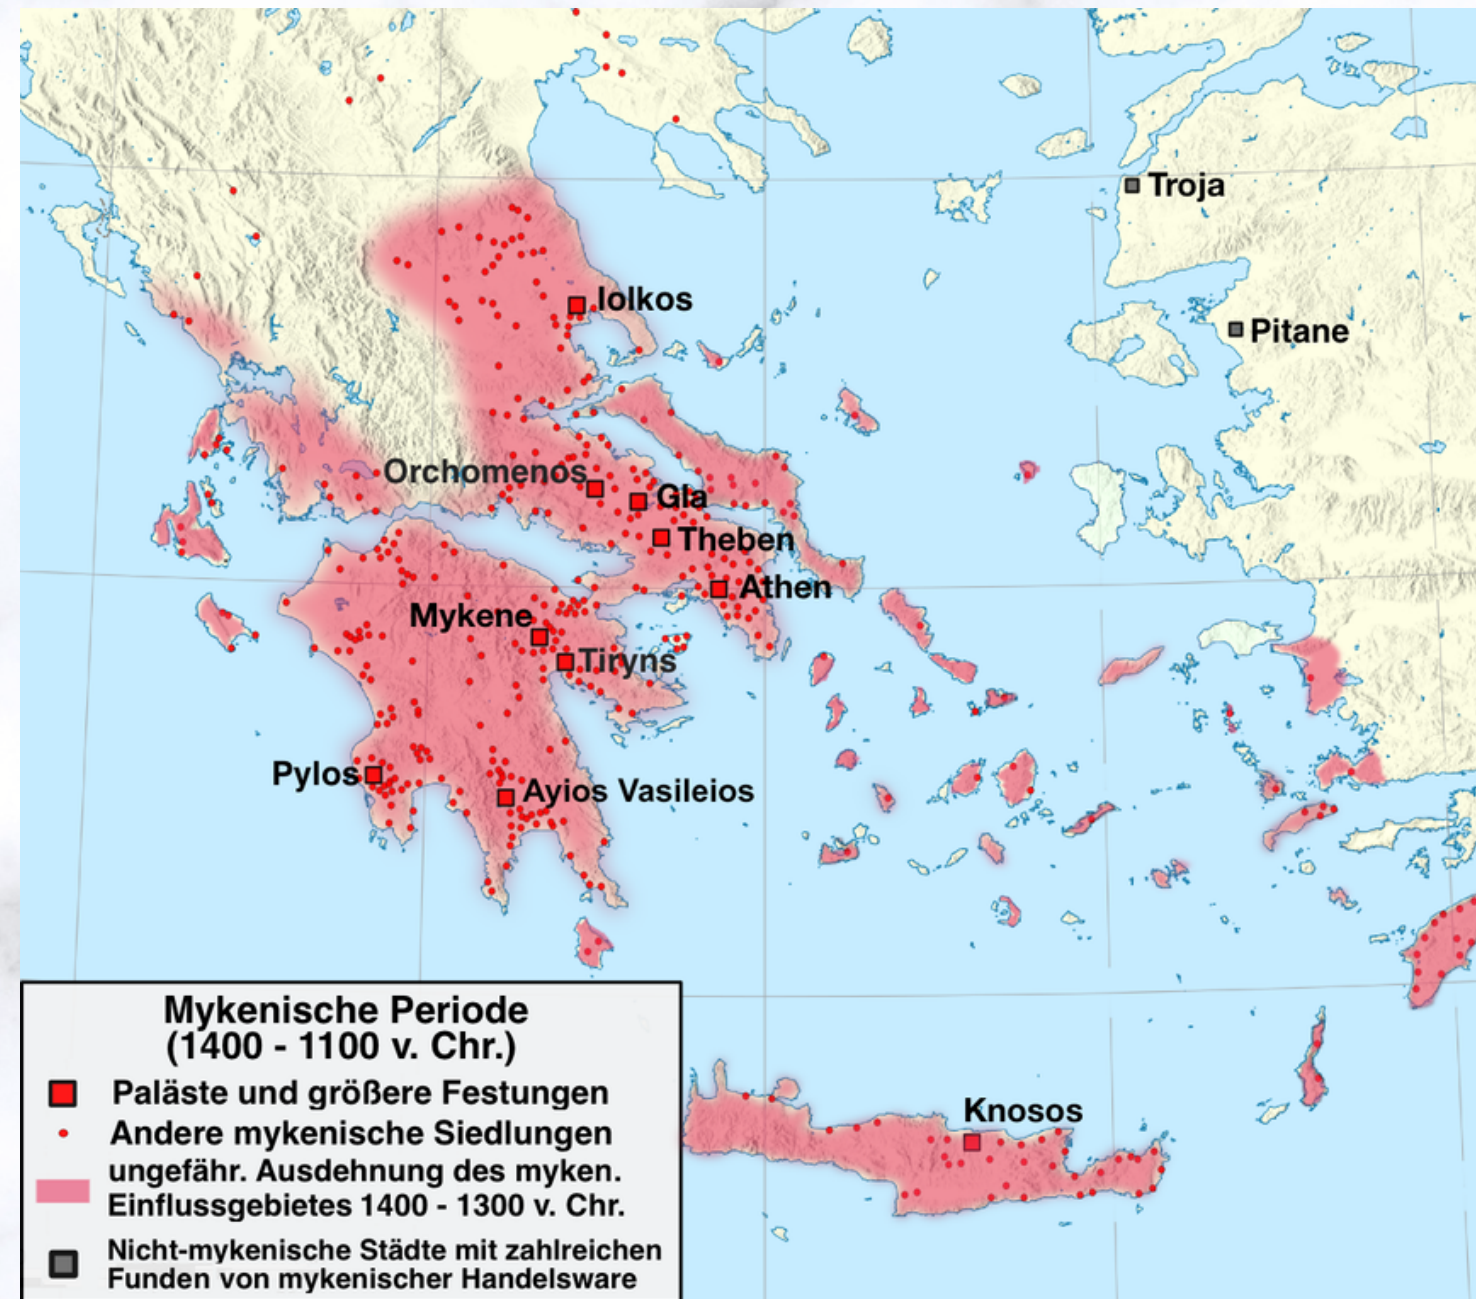 Troja
Iolkos
Pitane
Orchomenos
Gla
Theben
Athen
Mykene
Tiryns
Pylos
Ayios Vasileios
Knosos
Mykenische Periode
(1400 - 1100 v. Chr.)
Paläste und größere Festungen
Andere mykenische Siedlungen
ungefähr. Ausdehnung des myken.
Einflussgebietes 1400 - 1300 v. Chr.
Nicht-mykenische Städte mit zahlreichen
Funden von mykenischer Handelsware